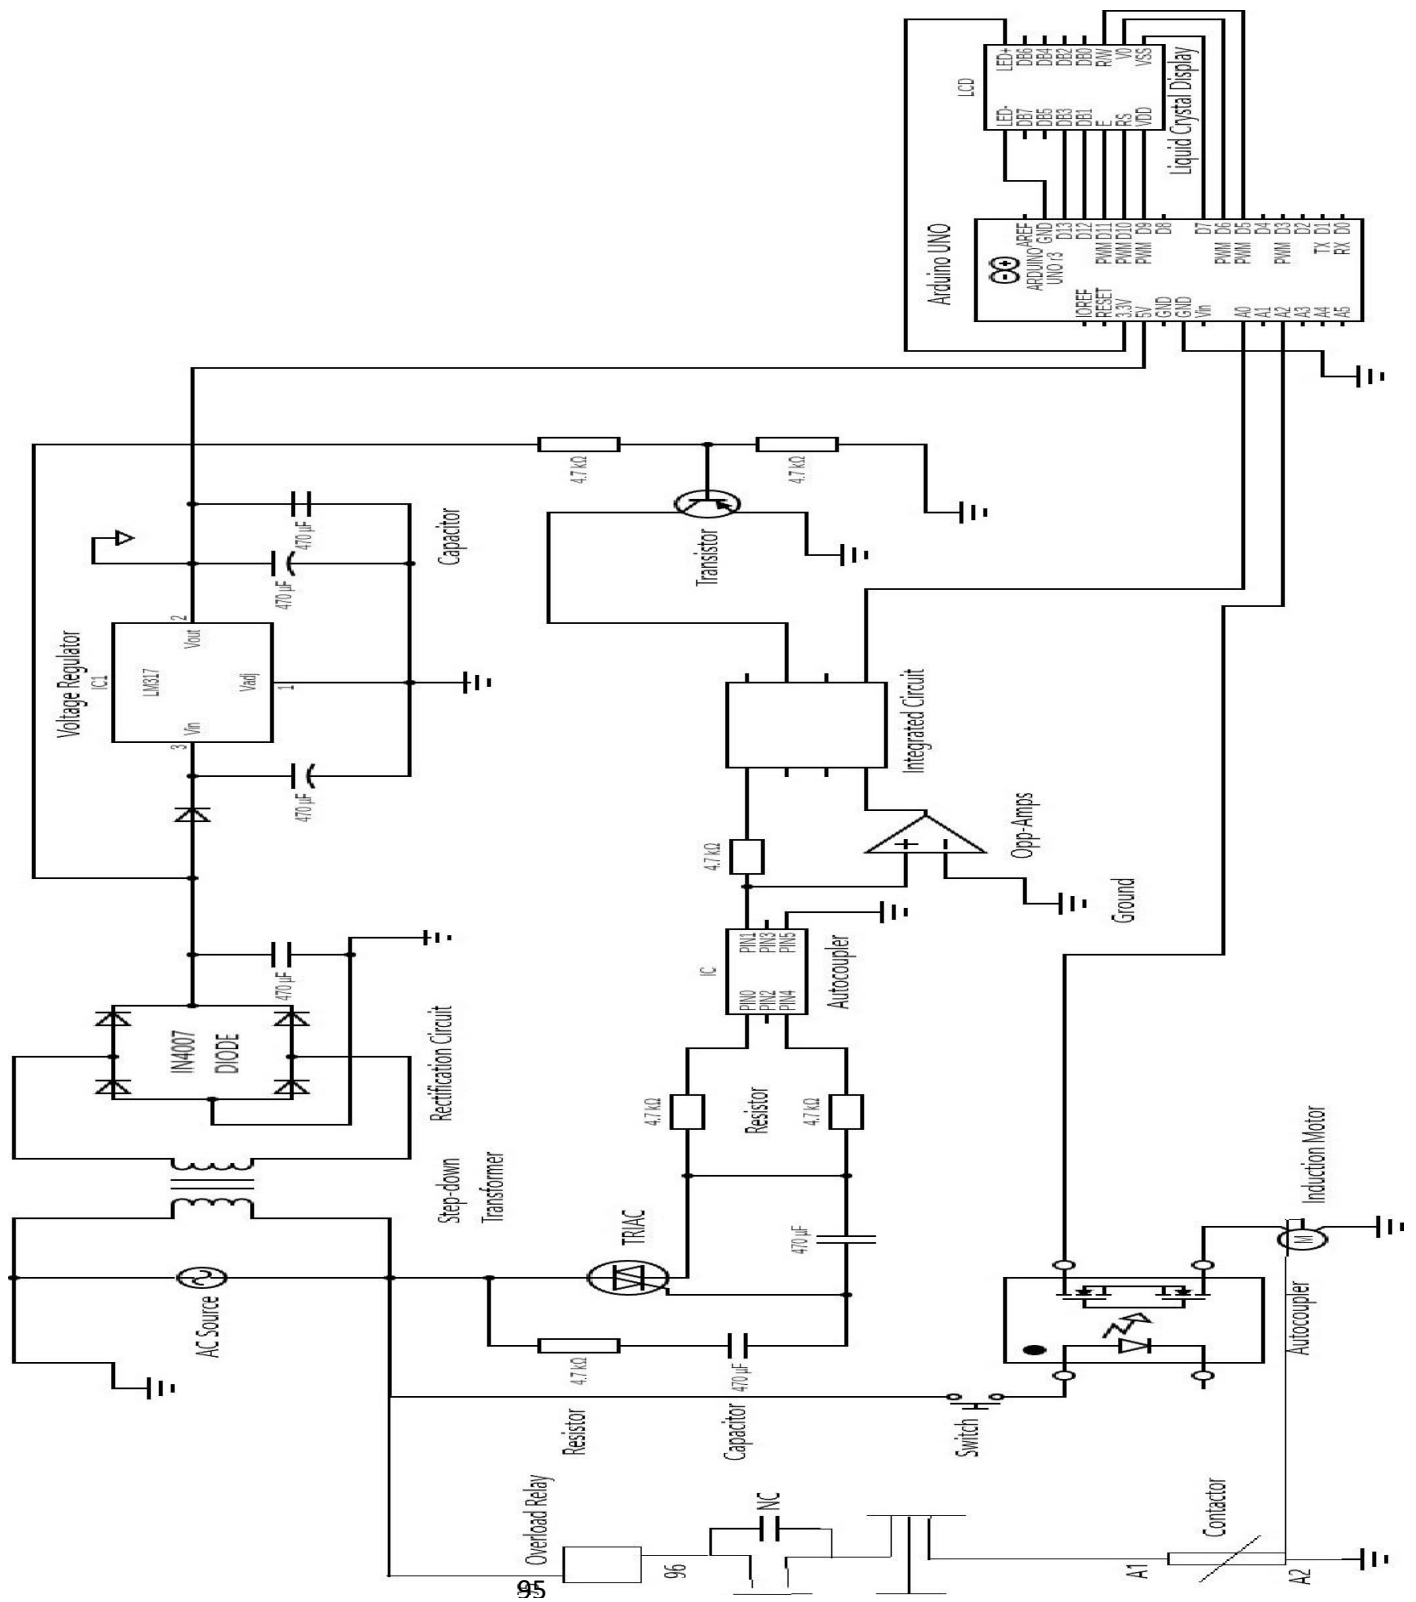 AC Source
Step-down
Transformer
IN4007
DIODE
Rectification Circuit
470 µF
Voltage Regulator
IC1
LM317
3
Vin
Vout
2
Vadj
1
470 µF
470 µF
470 µF
Capacitor
Overload Relay
95
96
NC
4.7 kΩ
Resistor
470 µF
Capacitor
TRIAC
4.7 kΩ
Resistor
470 µF
4.7 kΩ
IC
PIN0
PIN2
PIN4
PIN1
PIN3
PIN5
Autocoupler
4.7 kΩ
Integrated Circuit
Opp-Amps
Ground
4.7 kΩ
4.7 kΩ
Transistor
Switch
Autocoupler
M
Induction Motor
A1
Contactor
A2
Arduino UNO
ARDUINO
UNO r3
IOREF
RESET
3.3V
5V
GND
GND
Vin
A0
A1
A2
A3
A4
A5
AREF
GND
D13
D12
PWM D11
PWM D10
PWM D9
D8
D7
PWM D6
PWM D5
D4
PWM D3
D2
TX D1
RX D0
LCD
LED-
DB7
DB5
DB3
DB1
E
RS
VDD
LED+
DB6
DB4
DB2
DB0
R/W
V0
VSS
Liquid Crystal Display